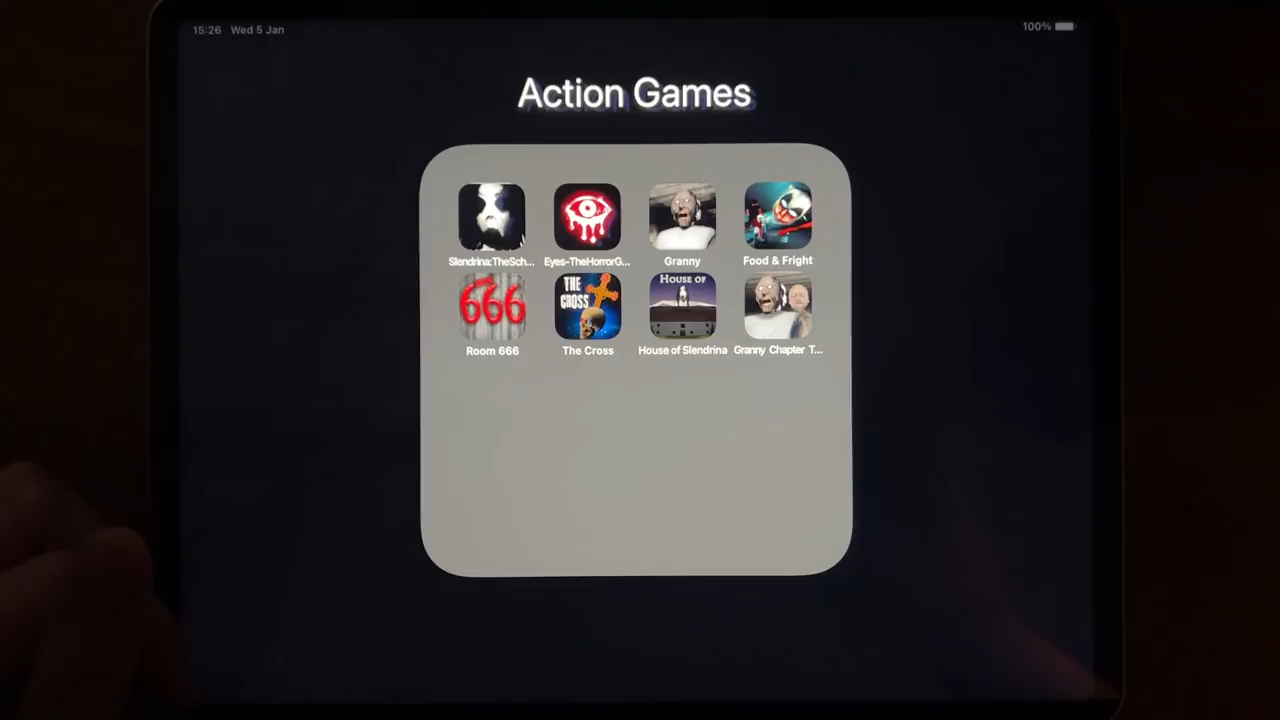 15:26 Wed 5 Jan
100%
Action Games
Slendrina:TheSch...
Eyes-TheHorrorG...
Granny
Food & Fright
666
THE CROSS
HOUSE OF
Room 666
The Cross
House of Slendrina
Granny Chapter T...